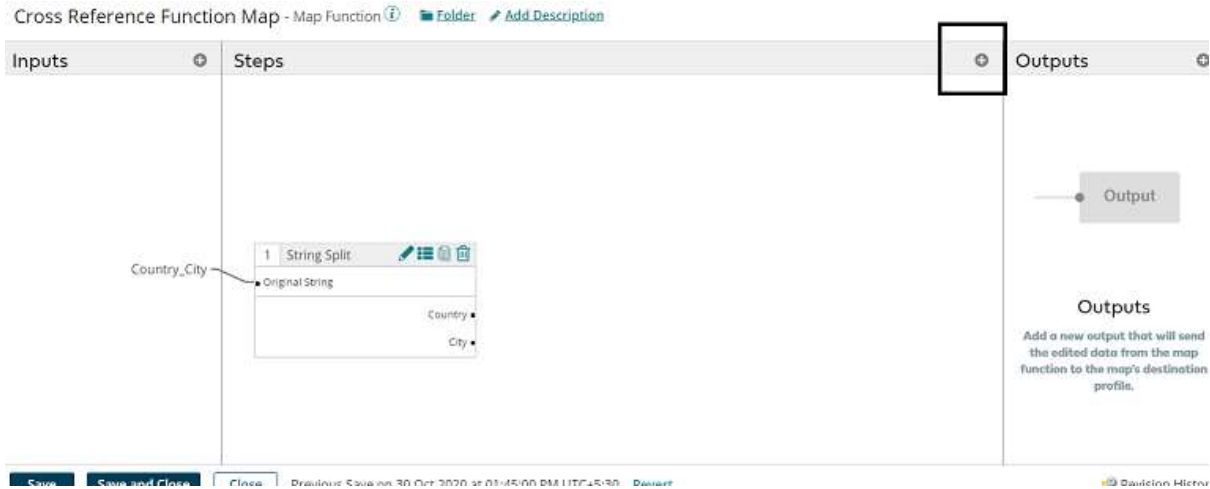 Cross Reference Function Map - Map Function Folder Add Description
Inputs Steps Outputs
Output
1 String Split
Country_City
Original String
Country
City
Outputs
Add a new output that will send
the edited data from the map
function to the map's destination
profile.
Save Save and Close Close Previous Save on 30 Oct 2020 at 01:45:00 PM UTC+5:30 Revert Revision Histor